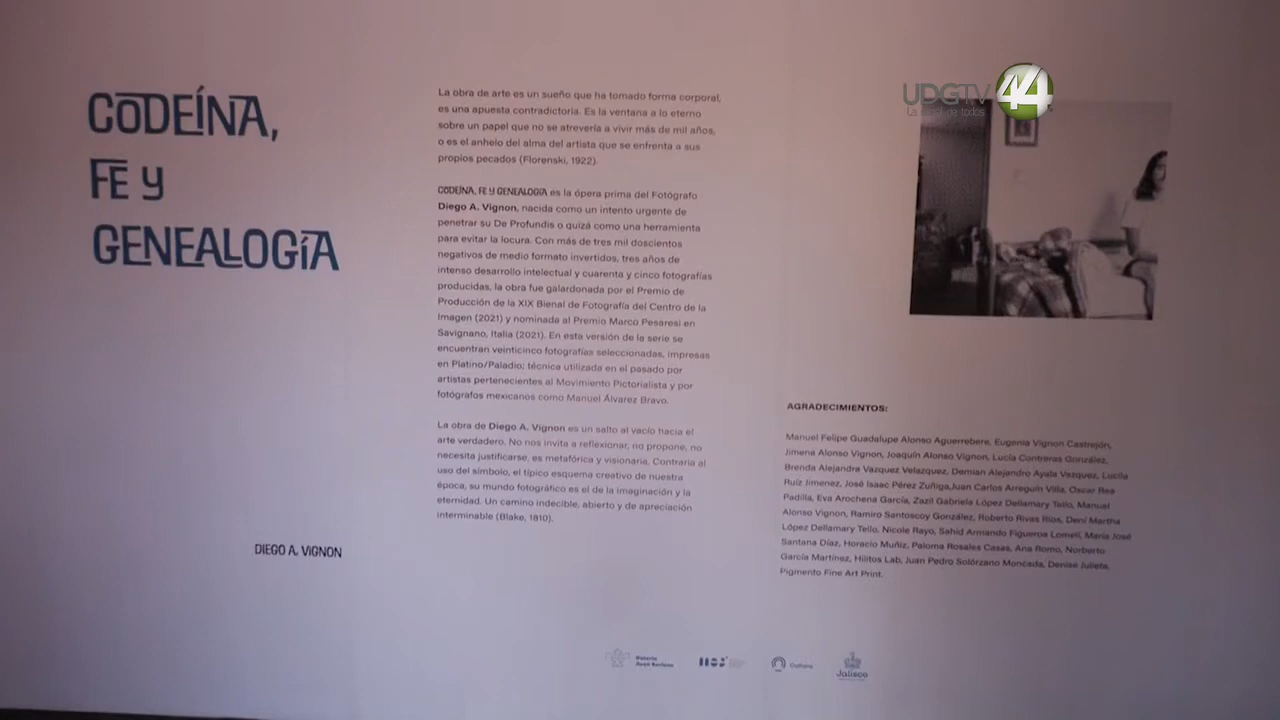 CODEÍNA,
FE Y
GENEALOGÍA
DIEGO A. VIGNON
La obra de arte es un sueño que ha tomado forma corporal,
es una apuesta contradictoria. Es la ventana a lo eterno
sobre un papel que no se atrevería a vivir más de mil años,
o es el anhelo del alma del artista que se enfrenta a sus
propios pecados (Florenski, 1922).
CODEÍNA, FE Y GENEALOGÍA es la ópera prima del Fotógrafo
Diego A. Vignon, nacida como un intento urgente de
penetrar su De Profundis o quizá como una herramienta
para evitar la locura. Con más de tres mil doscientos
negativos de medio formato invertidos, tres años de
intenso desarrollo intelectual y cuarenta y cinco fotografías
producidas, la obra fue galardonada por el Premio de
Producción de la XIX Bienal de Fotografía del Centro de la
Imagen (2021) y nominada al Premio Marco Pesaresi en
Savignano, Italia (2021). En esta versión de la serie se
encuentran veinticinco fotografías seleccionadas, impresas
en Platino/Paladio; técnica utilizada en el pasado por
artistas pertenecientes al Movimiento Pictorialista y por
fotógrafos mexicanos como Manuel Álvarez Bravo.
La obra de Diego A. Vignon es un salto al vacío hacia el
arte verdadero. No nos invita a reflexionar, no propone, no
necesita justificarse, es metafórica y visionaria. Contraria al
uso del símbolo, el típico esquema creativo de nuestra
época, su mundo fotográfico es el de la imaginación y la
eternidad. Un camino indecible, abierto y de apreciación
interminable (Blake, 1810).
UDGTV 44
La señal de todos
AGRADECIMIENTOS:
Manuel Felipe Guadalupe Alonso Aguerrebere, Eugenia Vignon Castrejón,
Jimena Alonso Vignon, Joaquín Alonso Vignon, Lucía Contreras González,
Brenda Alejandra Vazquez Velazquez, Demian Alejandro Ayala Vazquez, Lucila
Ruíz Jimenez, José Isaac Pérez Zuñiga,Juan Carlos Arreguín Villa, Oscar Rea
Padilla, Eva Arochena García, Zazil Gabriela López Dellamary Tello, Manuel
Alonso Vignon, Ramiro Santoscoy González, Roberto Rivas Rios, Dení Martha
López Dellamary Tello, Nicole Rayo, Sahid Armando Figueroa Lomelí, María José
Santana Díaz, Horacio Muñiz, Paloma Rosales Casas, Ana Romo, Norberto
García Martínez, Hilitos Lab, Juan Pedro Solórzano Moncada, Denise Julieta,
Pigmento Fine Art Print.
Cultura
Jalisco